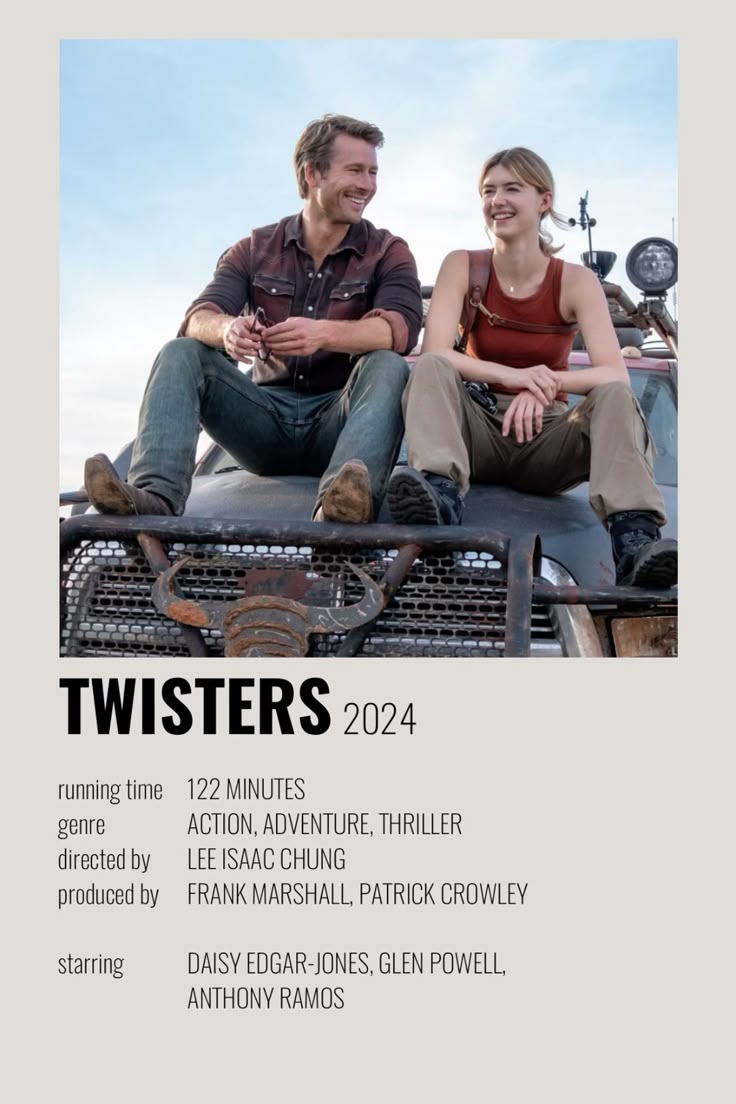 TWISTERS 2024
running time 122 MINUTES
genre ACTION, ADVENTURE, THRILLER
directed by LEE ISAAC CHUNG
produced by FRANK MARSHALL, PATRICK CROWLEY
starring DAISY EDGAR-JONES, GLEN POWELL,
ANTHONY RAMOS